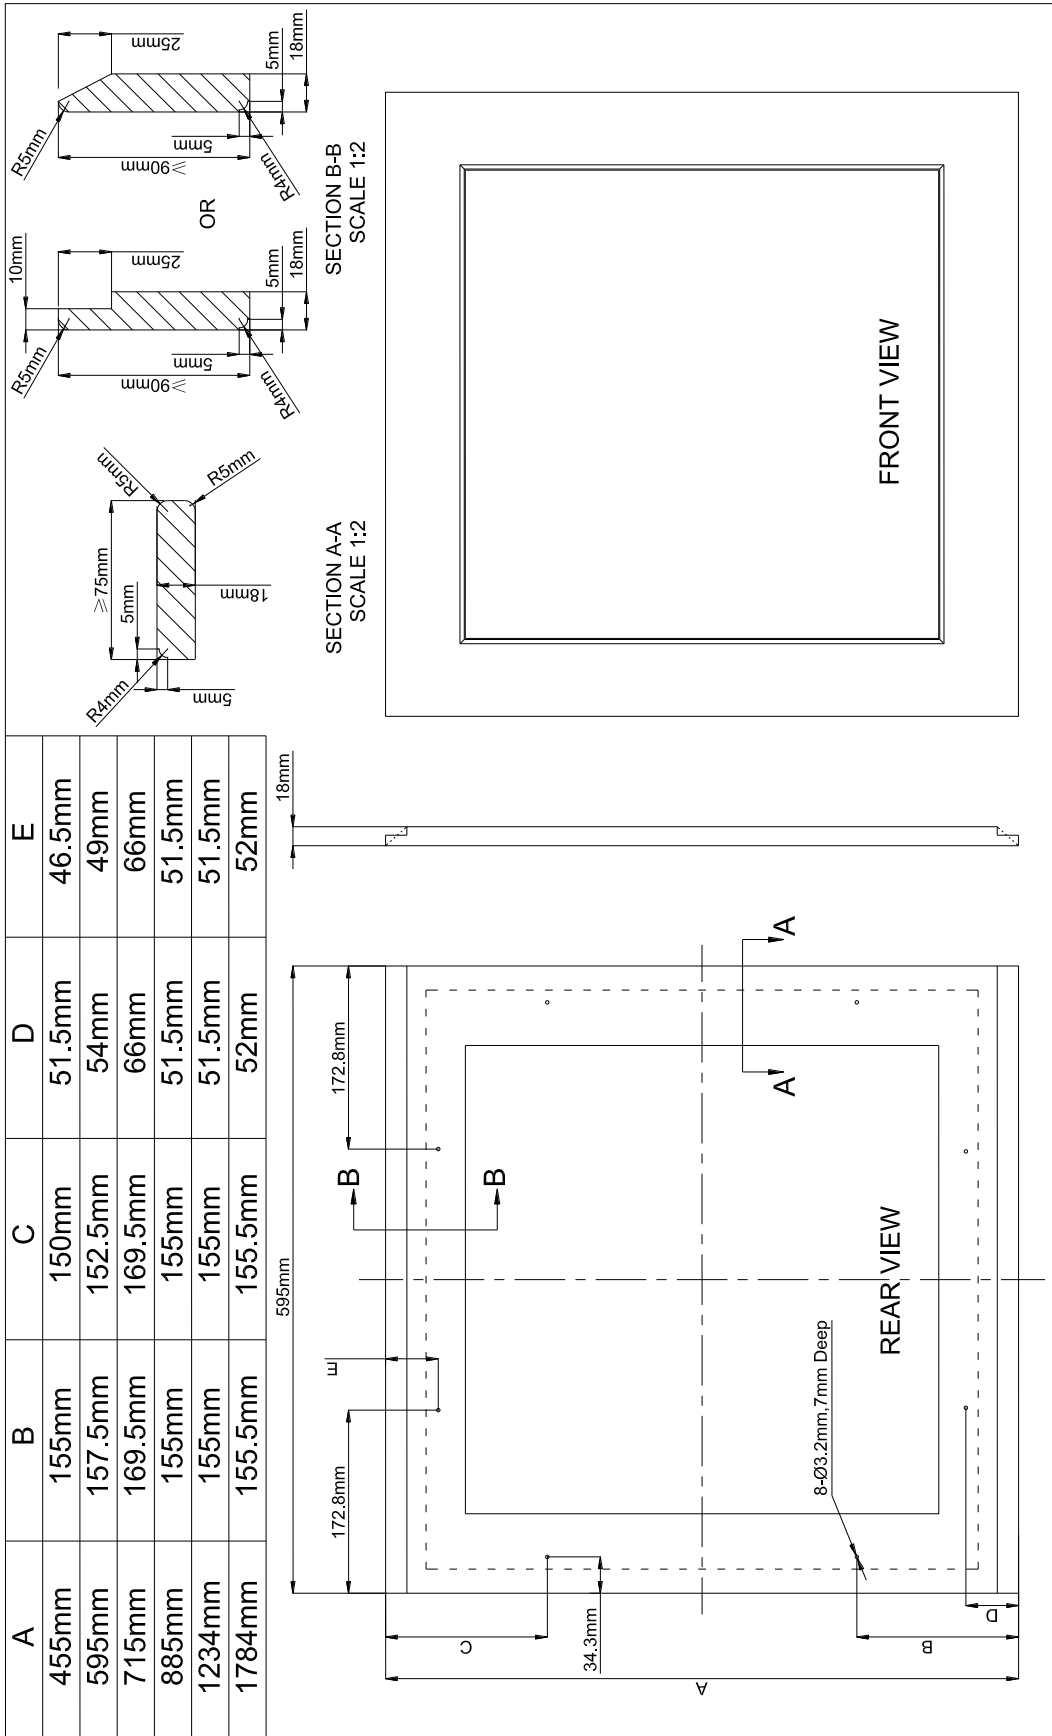 A B C D E
455mm 155mm 150mm 51.5mm 46.5mm
595mm 157.5mm 152.5mm 54mm 49mm
715mm 169.5mm 169.5mm 66mm 66mm
885mm 155mm 155mm 51.5mm 51.5mm
1234mm 155mm 155mm 51.5mm 51.5mm
1784mm 155.5mm 155.5mm 52mm 52mm
R4mm
5mm
5mm
≥75mm
18mm
R5mm
R5mm
SECTION A-A
SCALE 1:2
R5mm
10mm
25mm
≥90mm
5mm
R4mm
5mm
18mm
OR
R5mm
25mm
≥90mm
5mm
R4mm
5mm
18mm
SECTION B-B
SCALE 1:2
595mm
172.8mm
172.8mm
E
B
B
A
A
C
34.3mm
A
B
D
8-Ø3.2mm,7mm Deep
REAR VIEW
18mm
FRONT VIEW